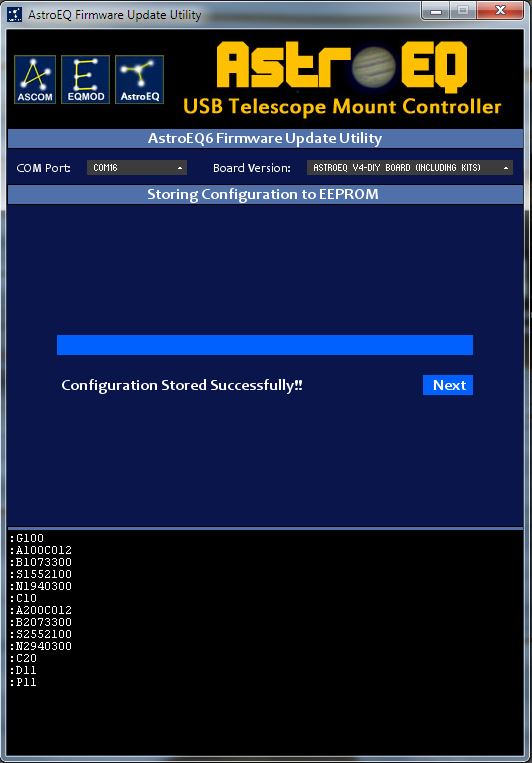 AstroEQ Firmware Update Utility
ASCOM EQMOD AstroEQ
AstrO EQ
USB Telescope Mount Controller
AstroEQ6 Firmware Update Utility
COM Port: COM16 Board Version: ASTROEQ V4-DIY BOARD (INCLUDING KITS)
Storing Configuration to EEPROM
Configuration Stored Successfully!! Next
:G100
:A100C012
:B1073300
:S1552100
:N1940300
:C10
:A200C012
:B2073300
:S2552100
:N2940300
:C20
:D11
:P11